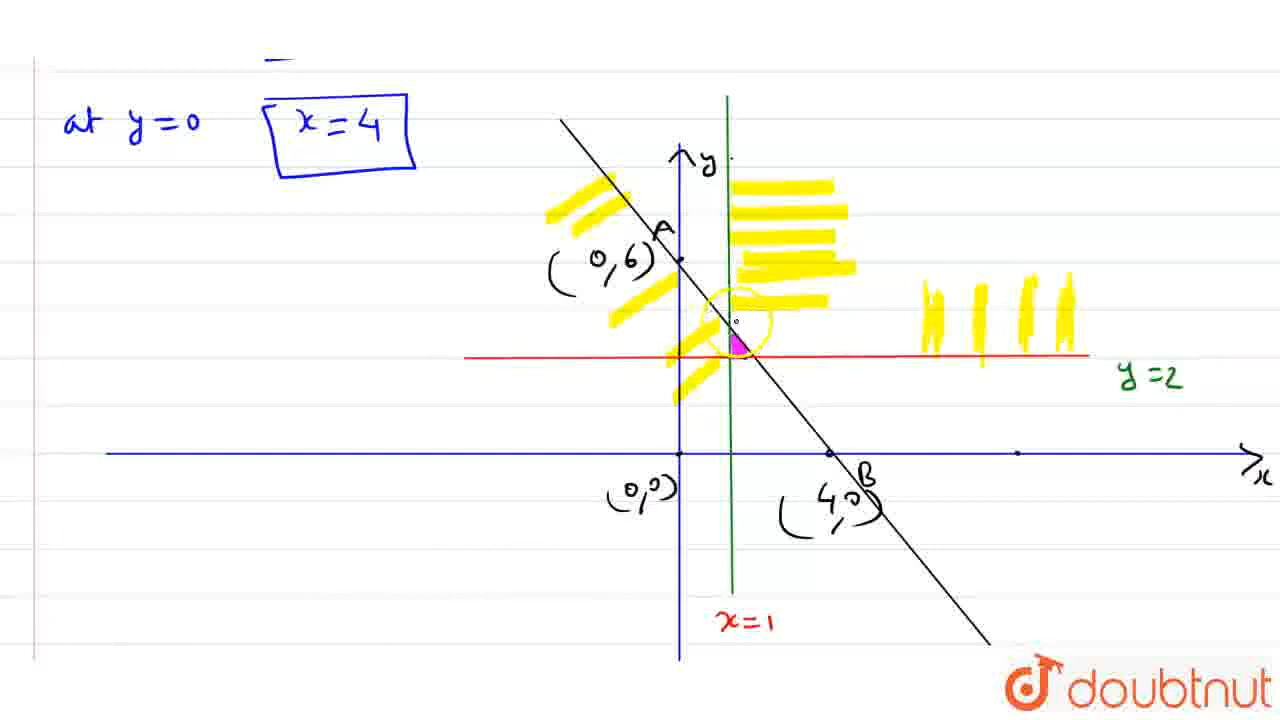 at y=0 x=4
y
A
(0,6)
y=2
x
(0,0)
B
(4,0)
x=1
doubtnut